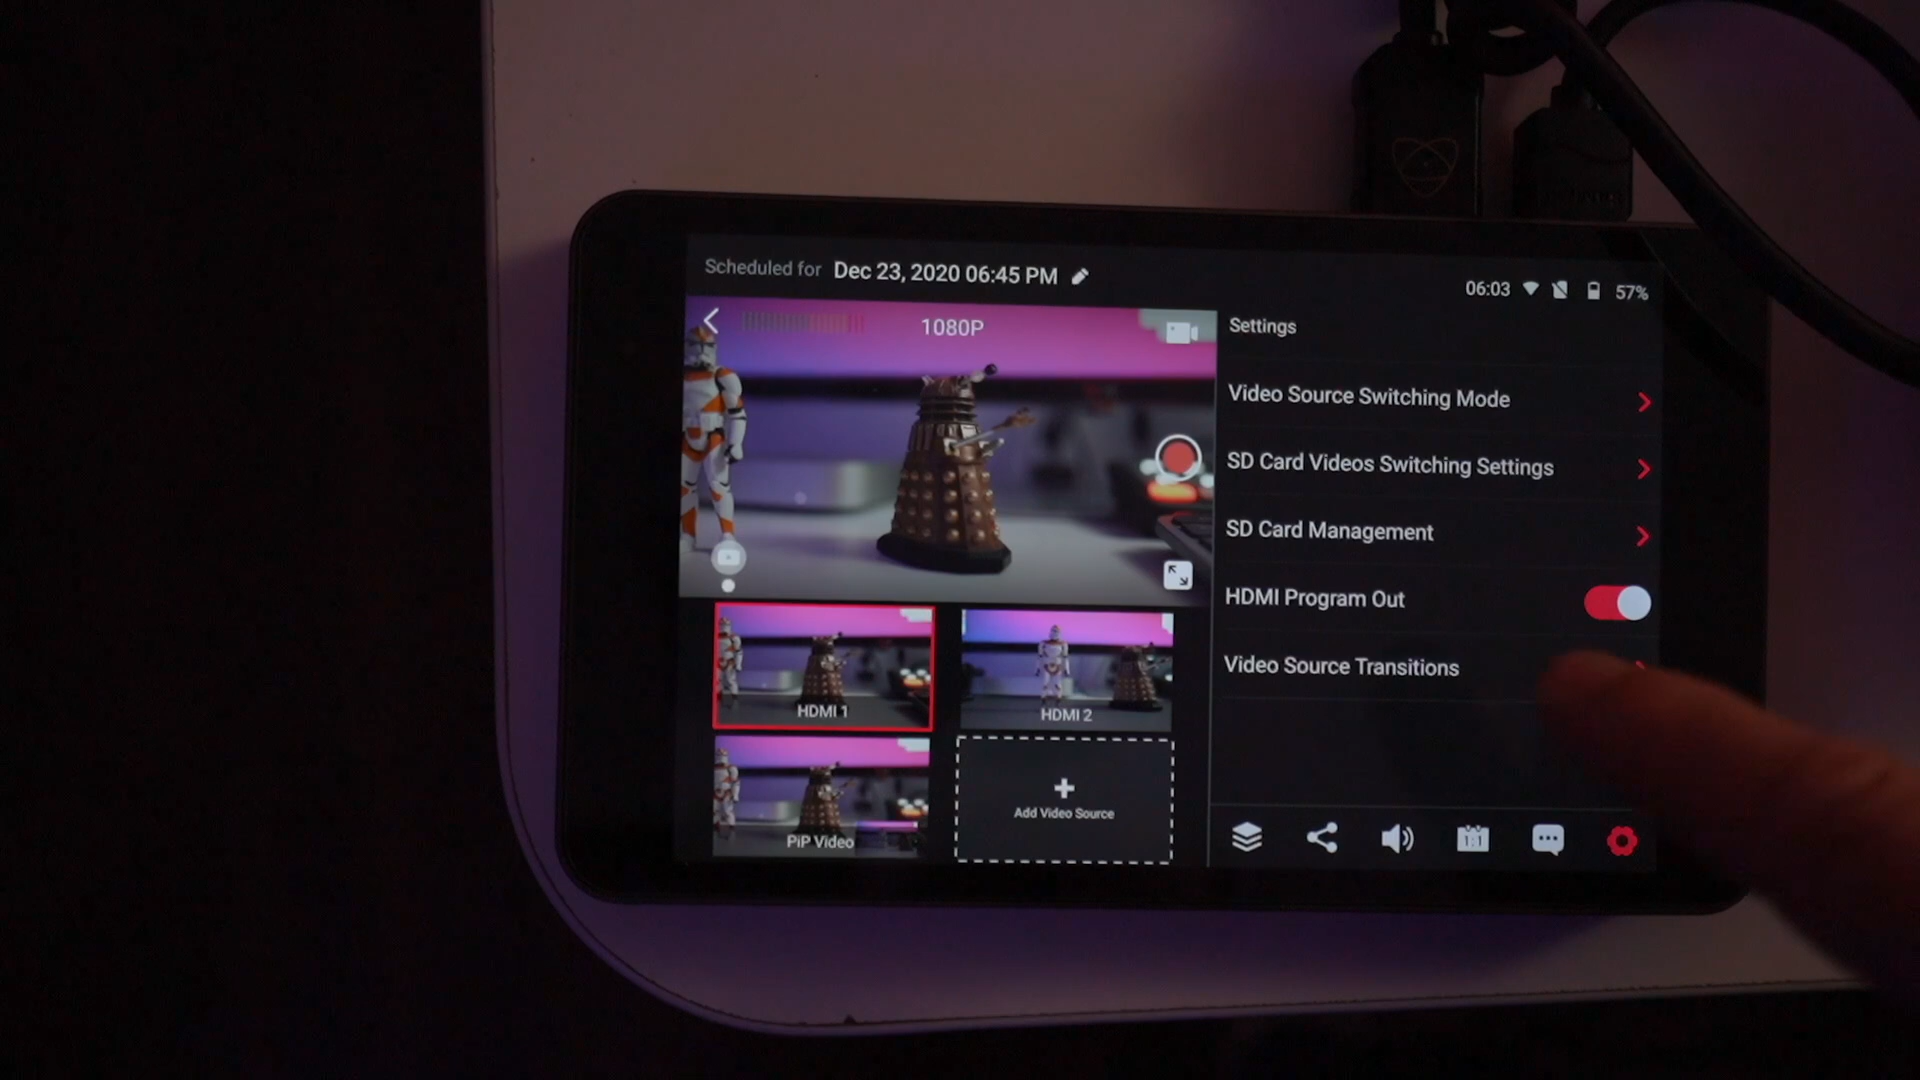 Scheduled for Dec 23, 2020 06:45 PM
06:03 57%
1080P
Settings
Video Source Switching Mode
SD Card Videos Switching Settings
SD Card Management
HDMI Program Out
Video Source Transitions
HDMI 1
HDMI 2
PiP Video
Add Video Source
1:1